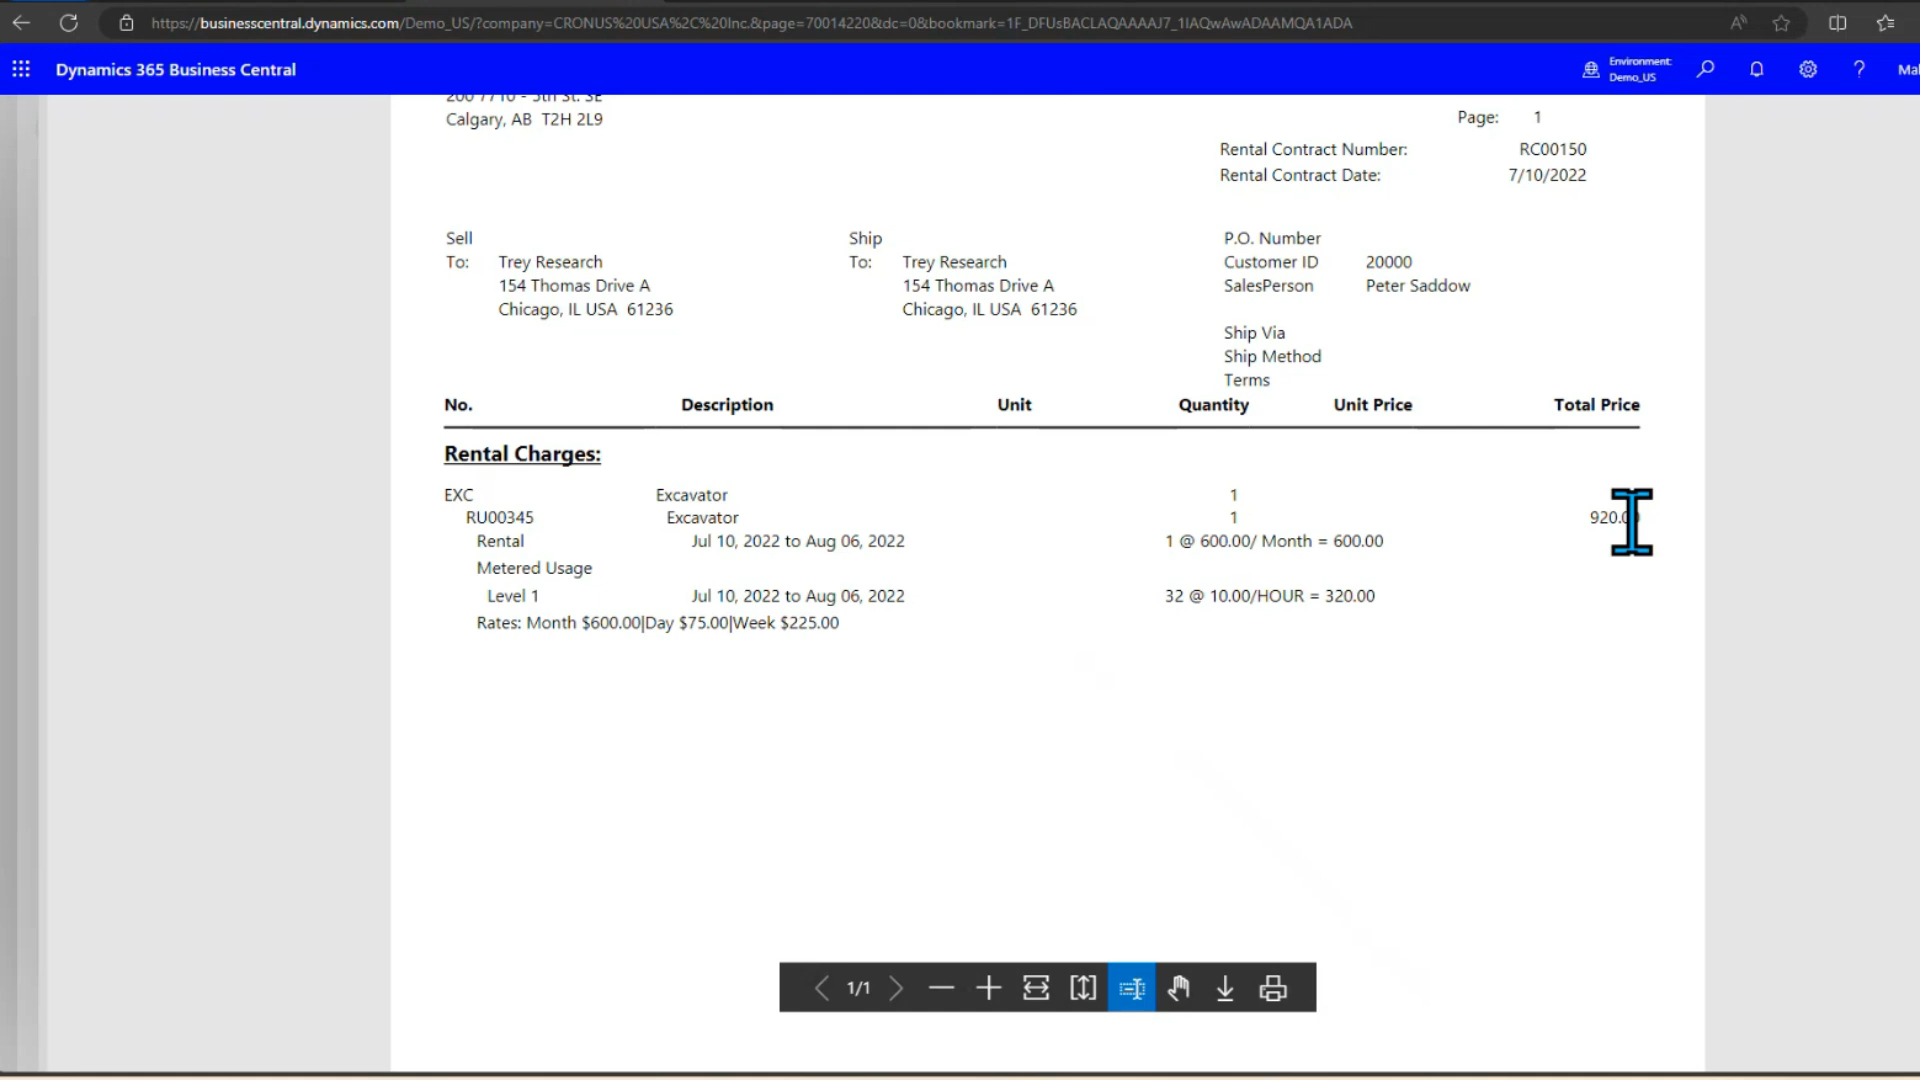 https://businesscentral.dynamics.com/Demo_US/?company=CRONUS%20USA%2C%20Inc.&page=70014220&dc=0&bookmark=1F_DFUsBACLAQAAAAJ7_1IAQwAwADAAMQA1ADA
Dynamics 365 Business Central
Environment:
Demo_US
200 7710 - 5th St. SE
Calgary, AB T2H 2L9
Page: 1
Rental Contract Number: RC00150
Rental Contract Date: 7/10/2022
Sell
To: Trey Research
154 Thomas Drive A
Chicago, IL USA 61236
Ship
To: Trey Research
154 Thomas Drive A
Chicago, IL USA 61236
P.O. Number
Customer ID 20000
SalesPerson Peter Saddow
Ship Via
Ship Method
Terms
No. Description Unit Quantity Unit Price Total Price
Rental Charges:
EXC Excavator 1
RU00345 Excavator 1
Rental Jul 10, 2022 to Aug 06, 2022 1 @ 600.00/ Month = 600.00
Metered Usage
Level 1 Jul 10, 2022 to Aug 06, 2022 32 @ 10.00/HOUR = 320.00
Rates: Month $600.00|Day $75.00|Week $225.00
1/1